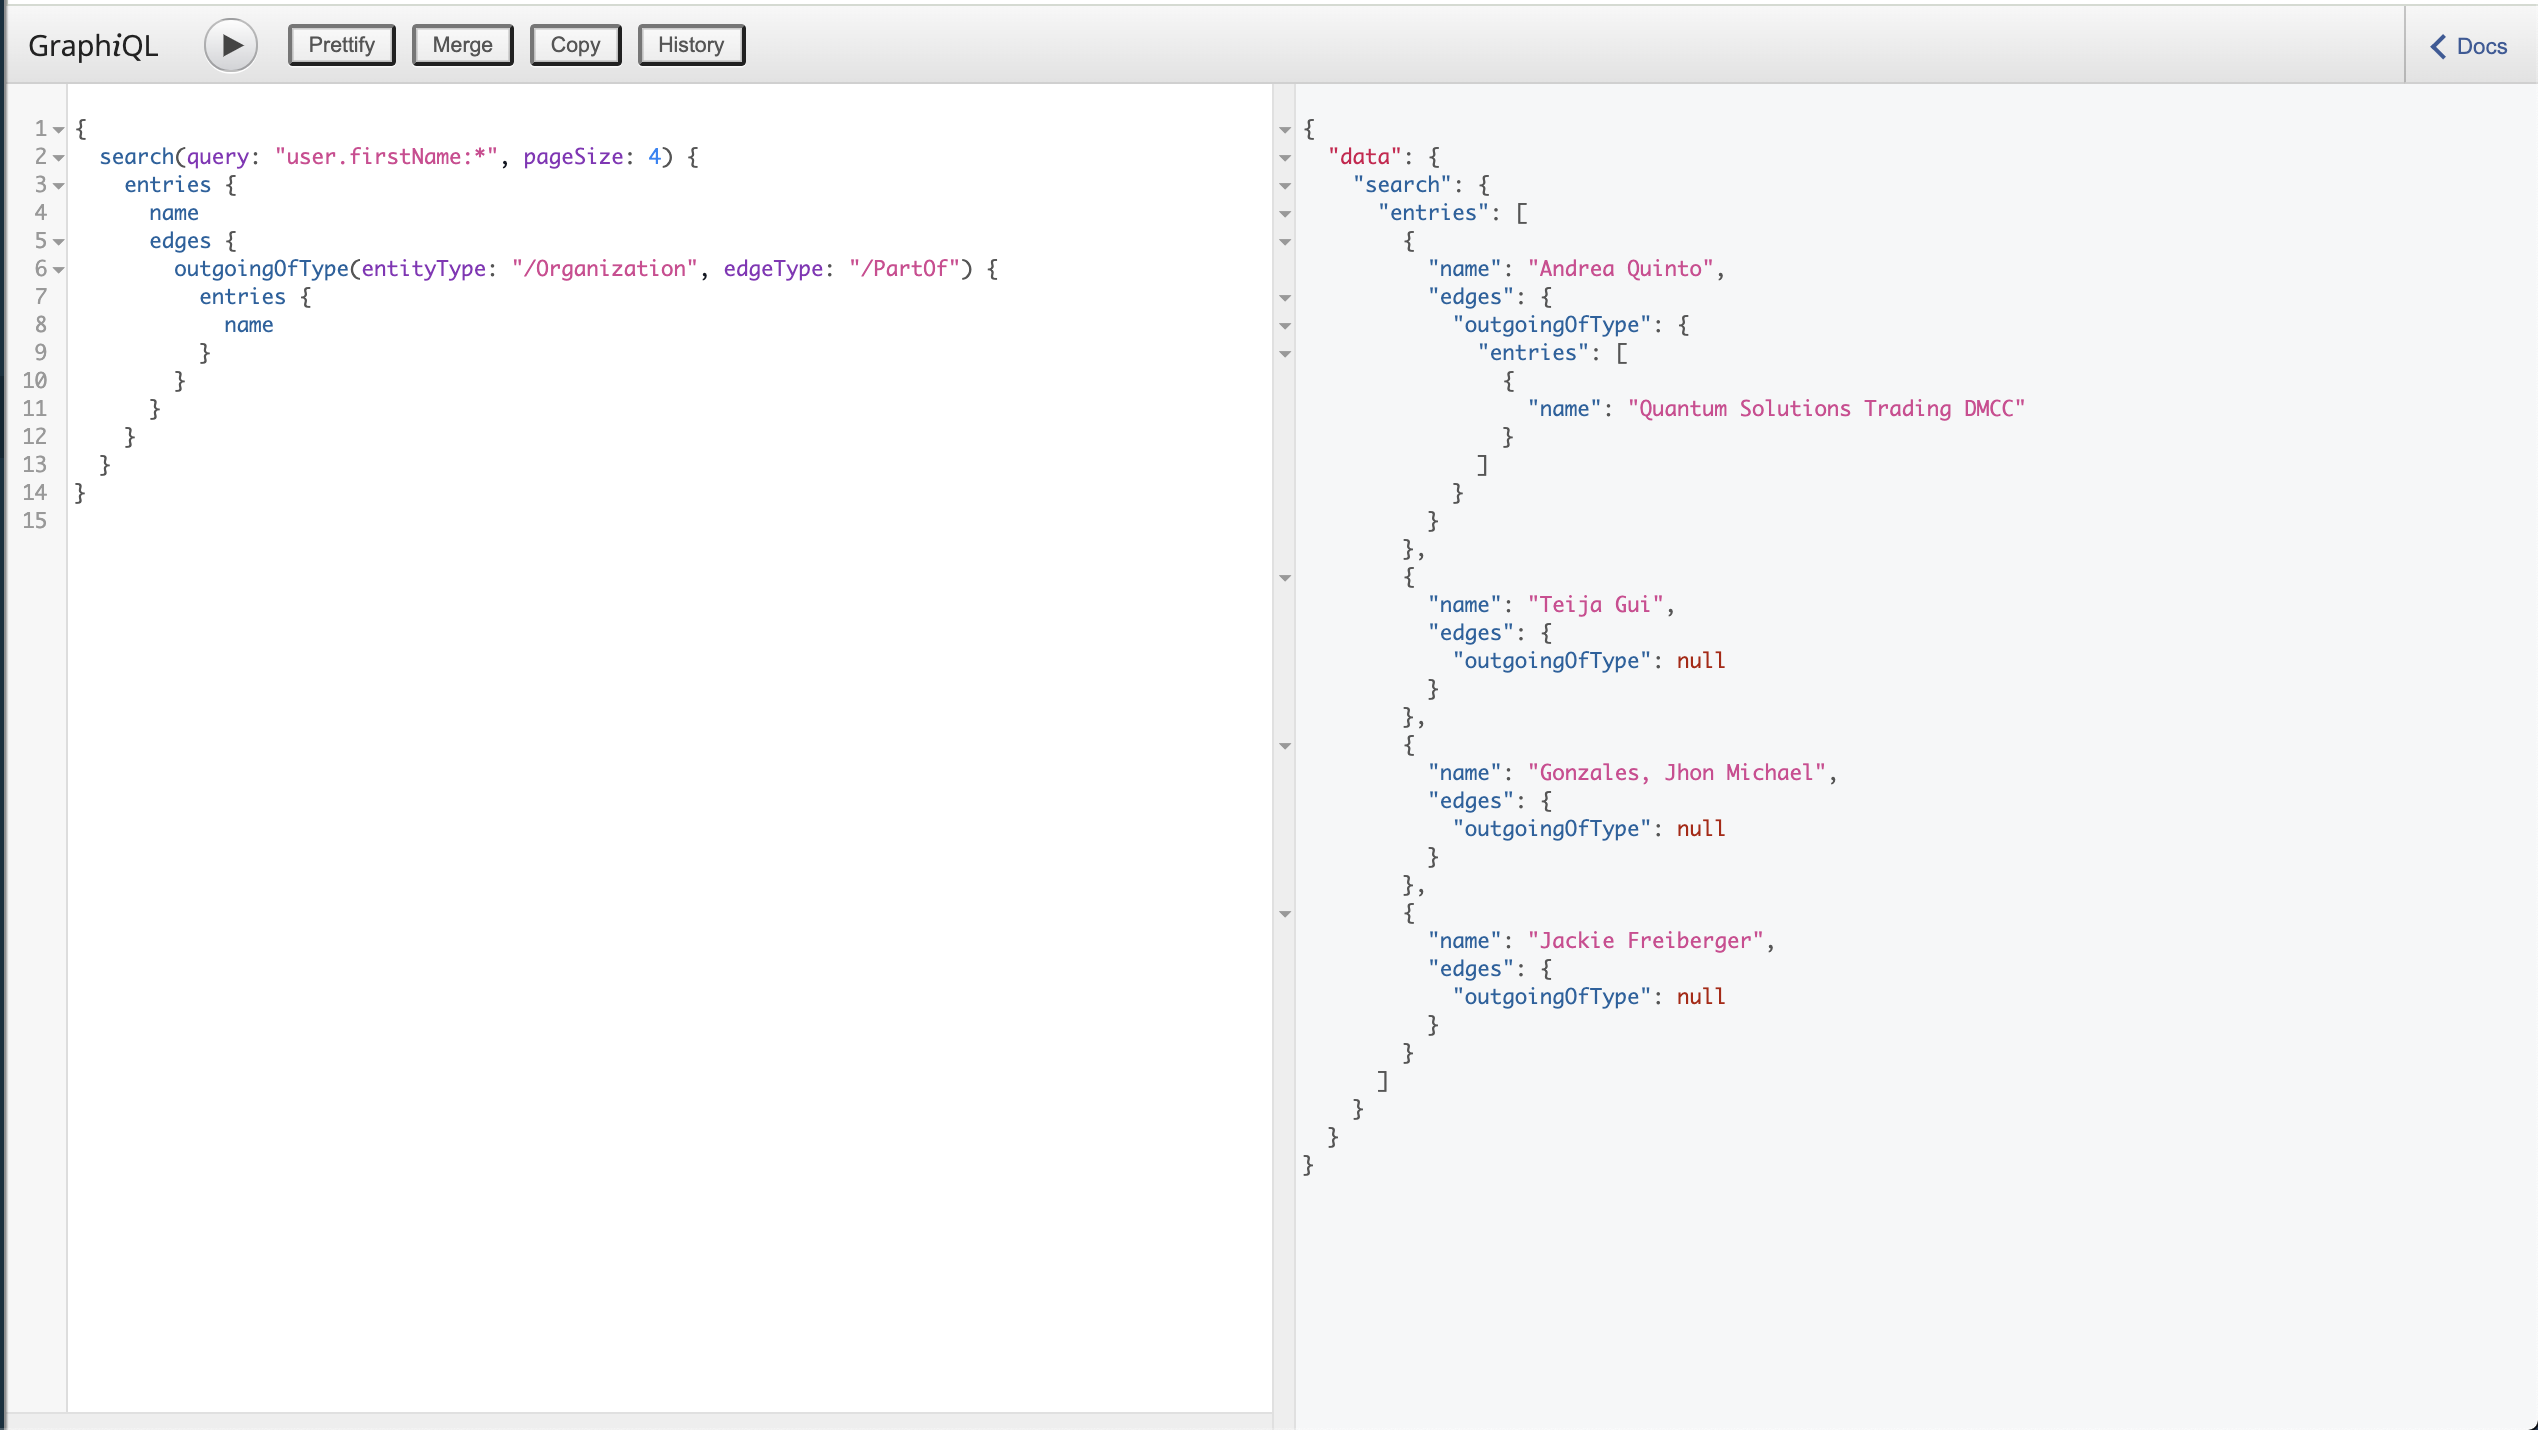 GraphiQL
Prettify
Merge
Copy
History
Docs
1 {
2 search(query: "user.firstName:*", pageSize: 4) {
3 entries {
4 name
5 edges {
6 outgoingOfType(entityType: "/Organization", edgeType: "/PartOf") {
7 entries {
8 name
9 }
10 }
11 }
12 }
13 }
14 }
15
{
"data": {
"search": {
"entries": [
{
"name": "Andrea Quinto",
"edges": {
"outgoingOfType": {
"entries": [
{
"name": "Quantum Solutions Trading DMCC"
}
]
}
}
},
{
"name": "Teija Gui",
"edges": {
"outgoingOfType": null
}
},
{
"name": "Gonzales, Jhon Michael",
"edges": {
"outgoingOfType": null
}
},
{
"name": "Jackie Freiberger",
"edges": {
"outgoingOfType": null
}
}
]
}
}
}